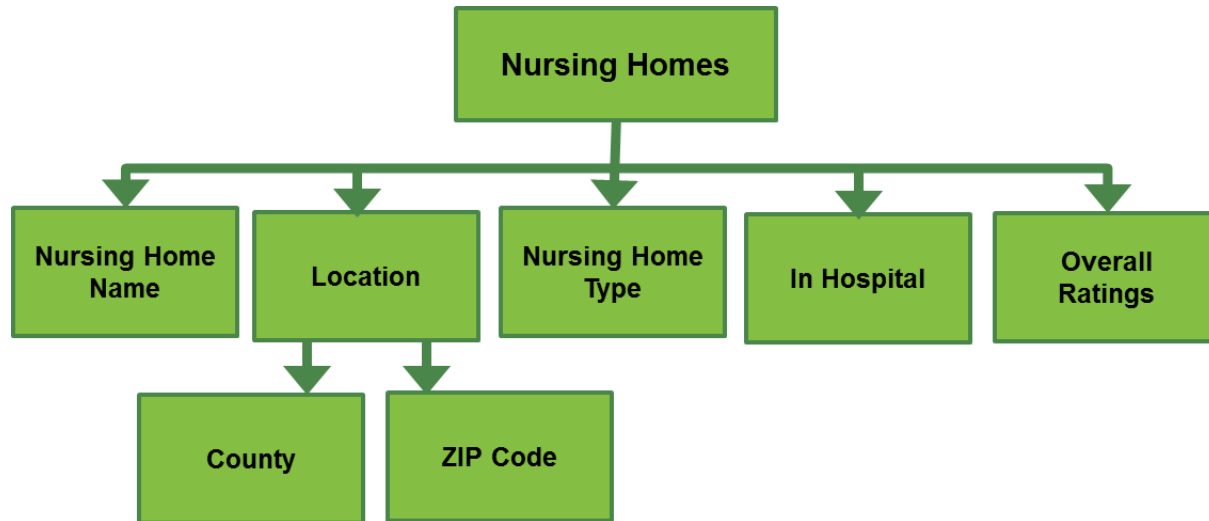 Nursing Homes
Nursing Home
Name
Location
Nursing Home
Type
In Hospital
Overall
Ratings
County
ZIP Code